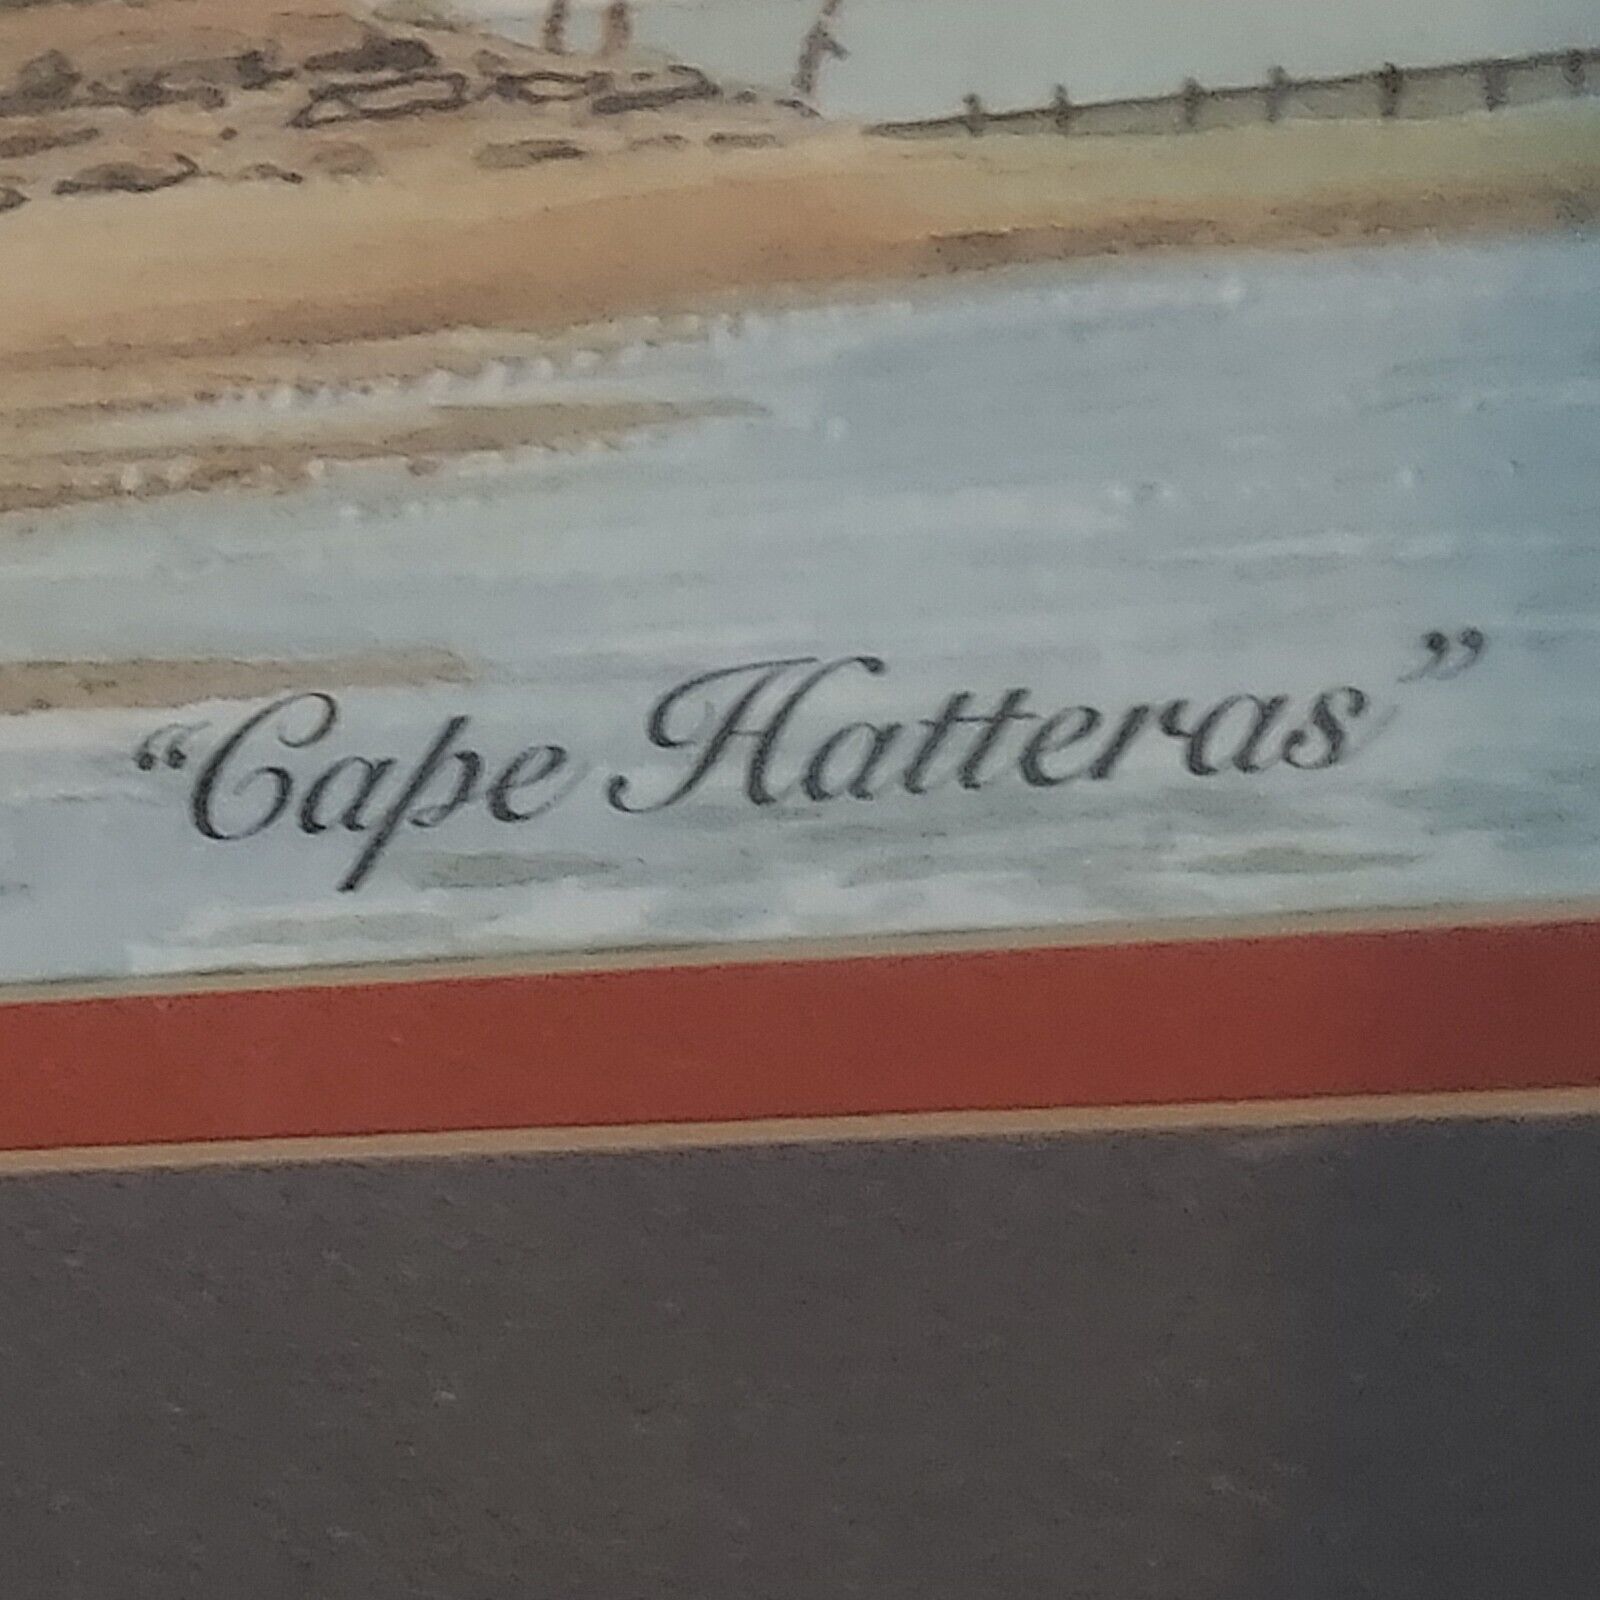 “Cape Hatteras”